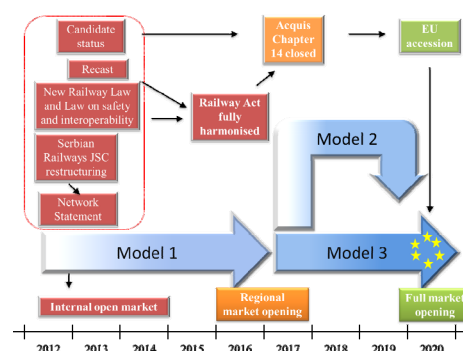 Candidate
status
Acquis
Chapter
14 closed
EU
accession
Recast
New Railway Law
and Law on safety
and interoperability
Railway Act
fully
harmonised
Serbian
Railways JSC
restructuring
Network
Statement
Model 2
Model 1
Model 3
Internal open market
Regional
market opening
Full market
opening
2012 2013 2014 2015 2016 2017 2018 2019 2020